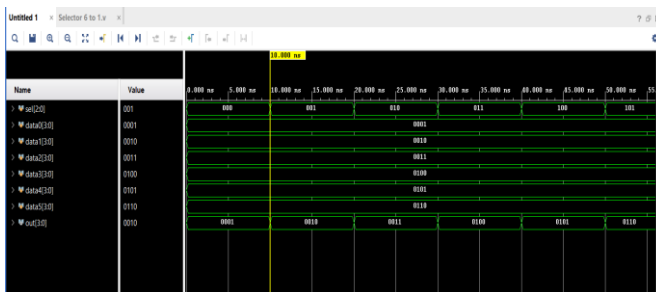 Untitled 1 × Selector 6 to 1.v ×
10.000 ns
Name Value 0.000 ns 5.000 ns 10.000 ns 15.000 ns 20.000 ns 25.000 ns 30.000 ns 35.000 ns 40.000 ns 45.000 ns 50.000 ns 55
sel[2:0] 001 000 001 010 011 100 101
data0[3:0] 0001 0001
data1[3:0] 0010 0010
data2[3:0] 0011 0011
data3[3:0] 0100 0100
data4[3:0] 0101 0101
data5[3:0] 0110 0110
out[3:0] 0010 0001 0010 0011 0100 0101 0110